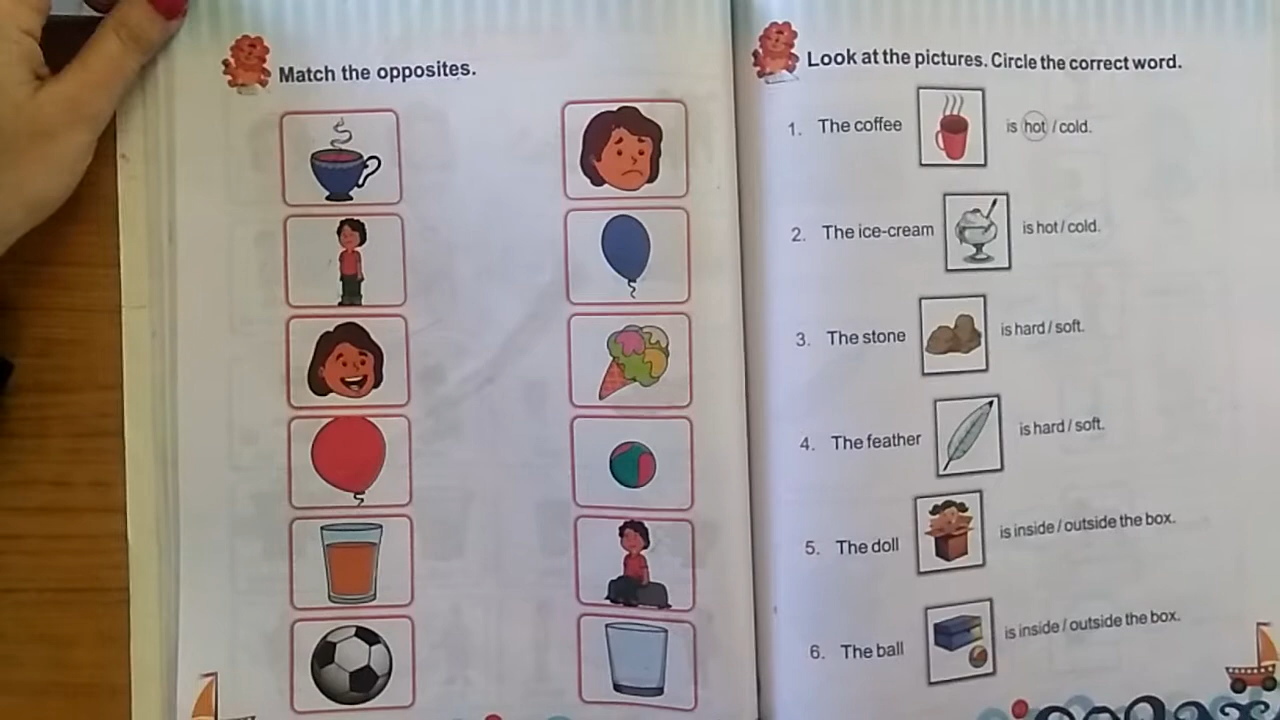 Match the opposites.
Look at the pictures. Circle the correct word.
1. The coffee is hot / cold.
2. The ice-cream is hot / cold.
3. The stone is hard / soft.
4. The feather is hard / soft.
5. The doll is inside / outside the box.
6. The ball is inside / outside the box.